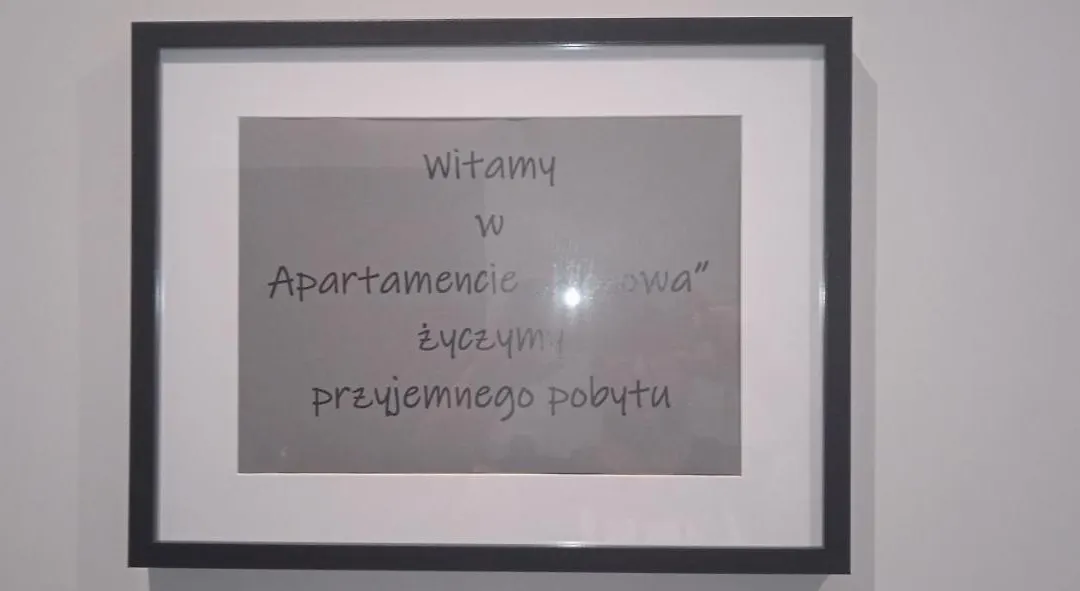 Witamy
w
Apartamencie
życzymy
przyjemnego pobytu